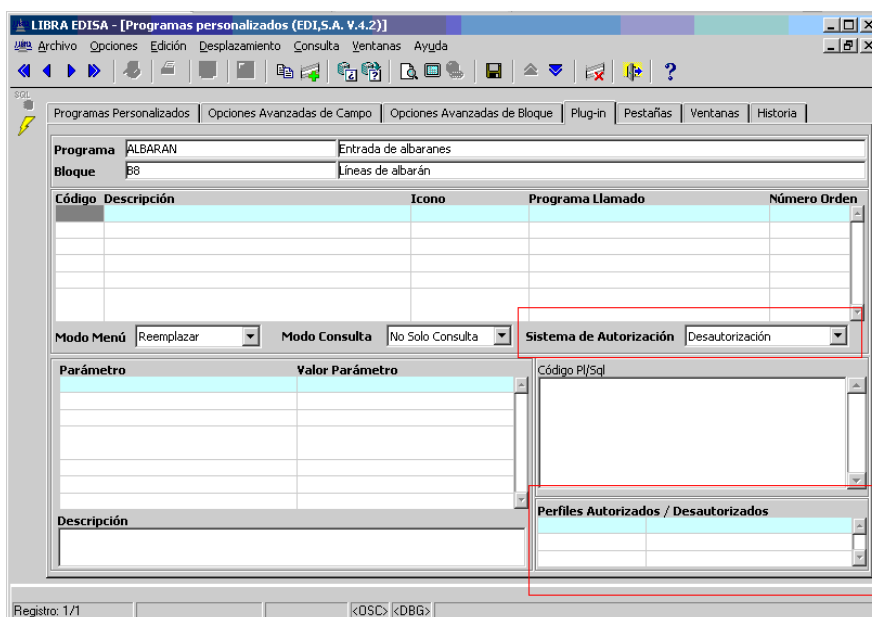 LIBRA EDISA - [Programas personalizados (EDI,S.A. V.4.2)]
Archivo Opciones Edición Desplazamiento Consulta Ventanas Ayuda
SQL
Programas Personalizados Opciones Avanzadas de Campo Opciones Avanzadas de Bloque Plug-in Pestañas Ventanas Historia
Programa ALBARAN Entrada de albaranes
Bloque B8 Líneas de albarán
Código Descripción Icono Programa Llamado Número Orden
Modo Menú Reemplazar Modo Consulta No Solo Consulta Sistema de Autorización Desautorización
Parámetro Valor Parámetro Código Pl/Sql
Perfiles Autorizados / Desautorizados
Descripción
Registro: 1/1 <OSC> <DBG>